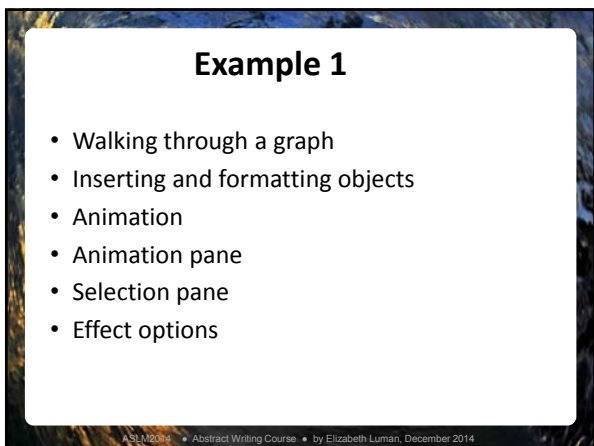 Example 1
• Walking through a graph
• Inserting and formatting objects
• Animation
• Animation pane
• Selection pane
• Effect options
ASLM2014 • Abstract Writing Course • by Elizabeth Luman, December 2014